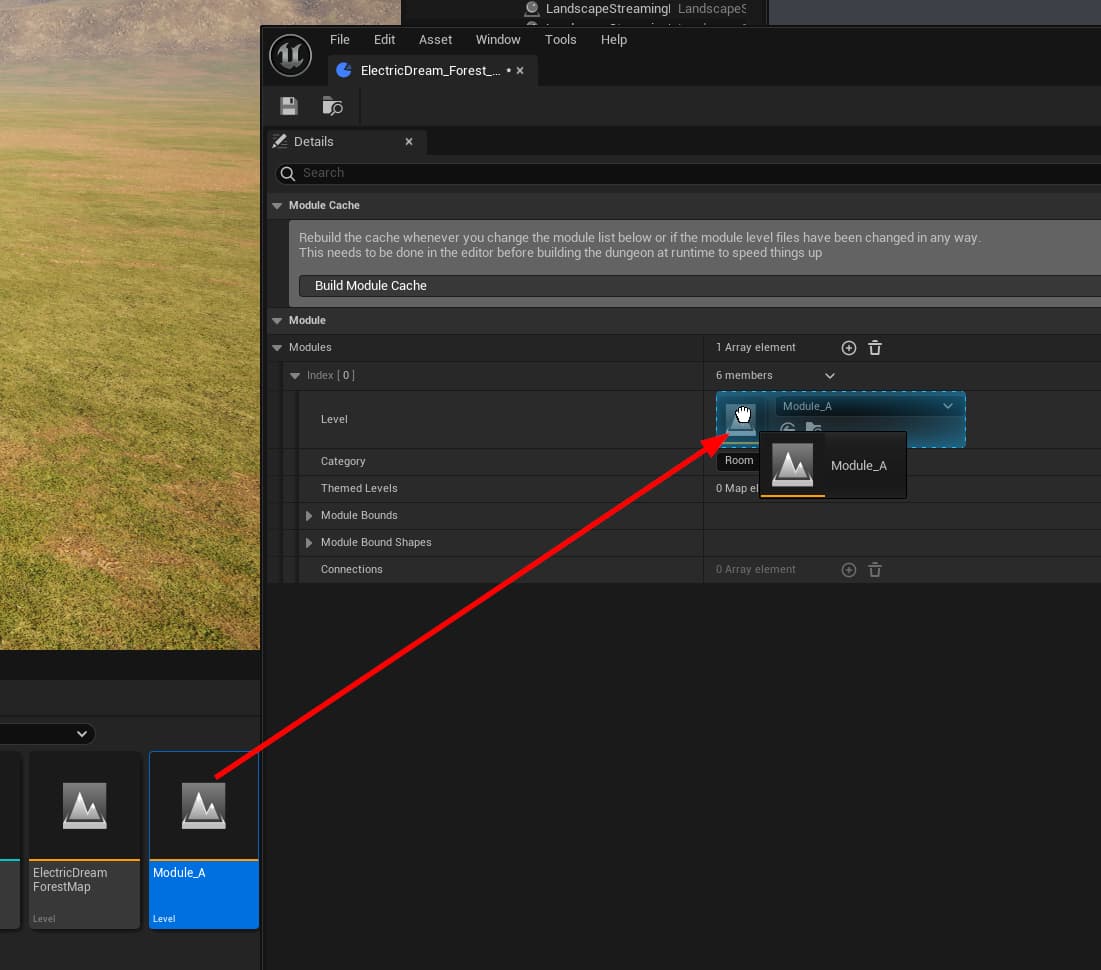 LandscapeStreamingI LandscapeS
File Edit Asset Window Tools Help
ElectricDream_Forest_... •
Details
Search
Module Cache
Rebuild the cache whenever you change the module list below or if the module level files have been changed in any way.
This needs to be done in the editor before building the dungeon at runtime to speed things up
Build Module Cache
Module
Modules 1 Array element
Index [ 0 ] 6 members
Level Module_A
Category Room
Module_A
Themed Levels 0 Map el
Module Bounds
Module Bound Shapes
Connections 0 Array element
ElectricDream
ForestMap
Level
Module_A
Level